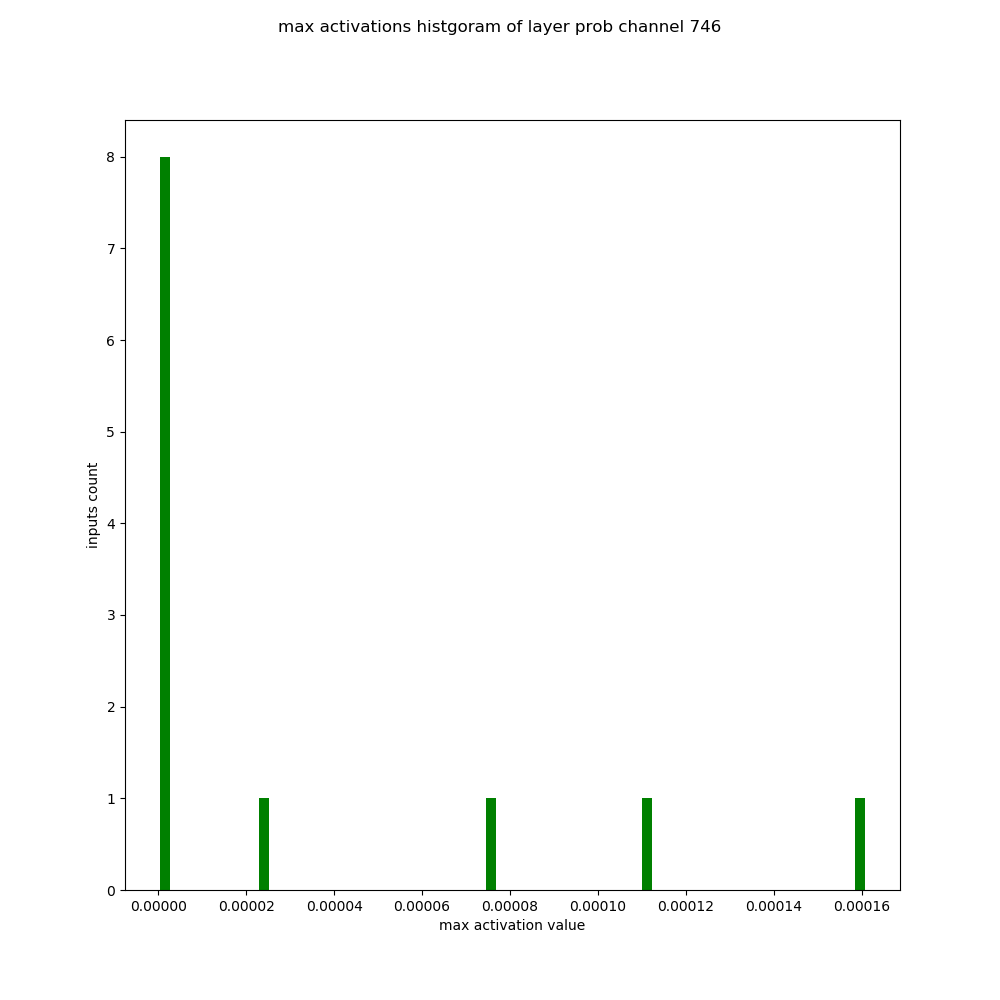 max activations histgoram of layer prob channel 746
8
7
6
5
4
3
2
1
0
inputs count
0.00000 0.00002 0.00004 0.00006 0.00008 0.00010 0.00012 0.00014 0.00016
max activation value